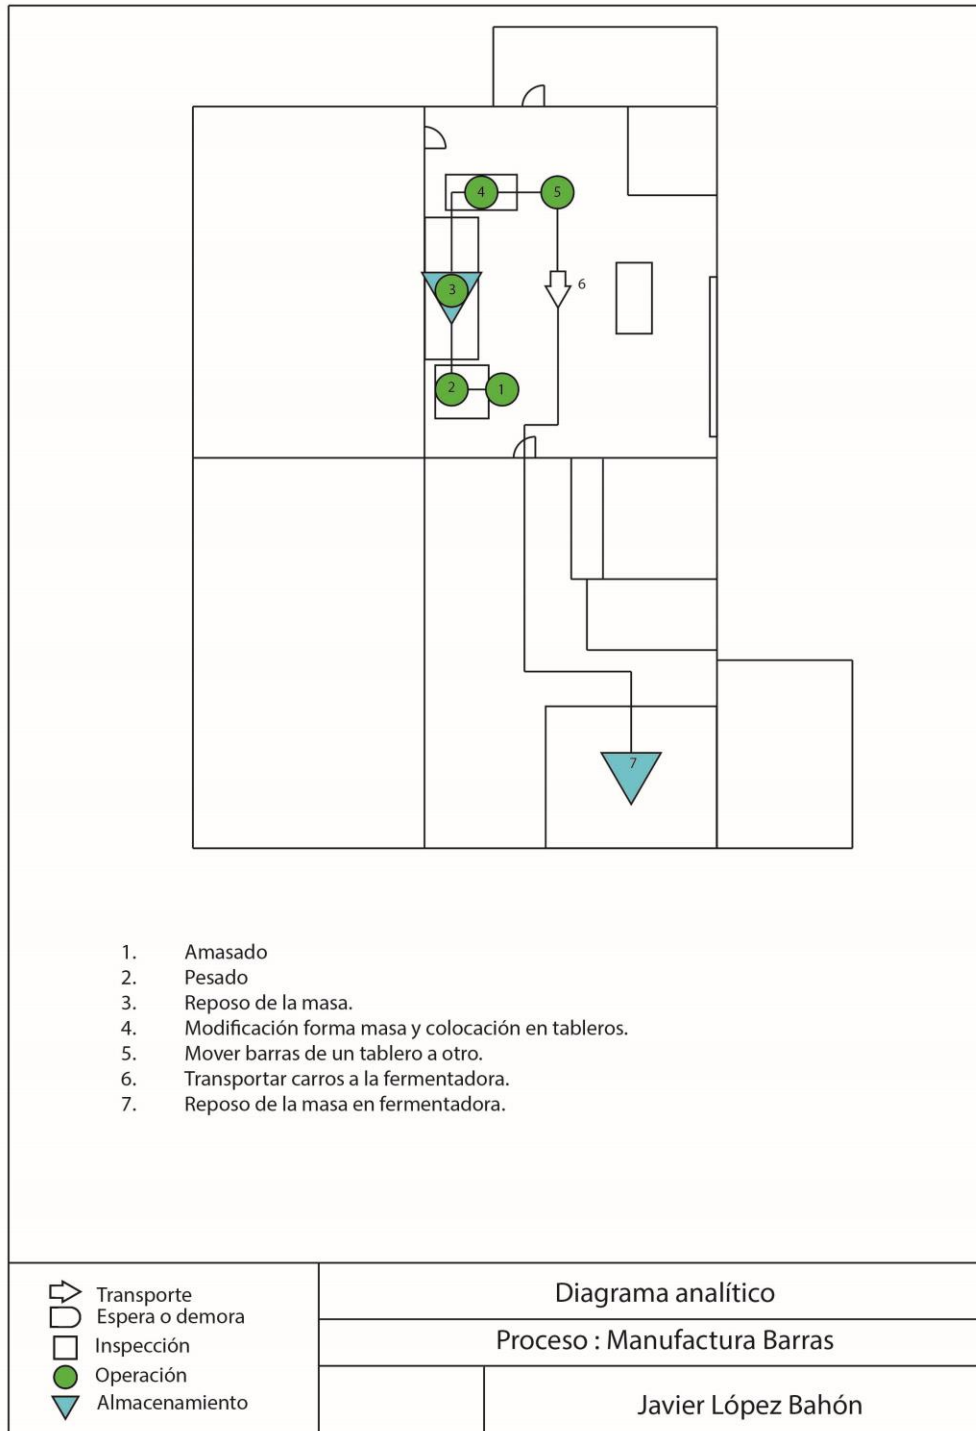 4
5
6
3
2
1
7
1. Amasado
2. Pesado
3. Reposo de la masa.
4. Modificación forma masa y colocación en tableros.
5. Mover barras de un tablero a otro.
6. Transportar carros a la fermentadora.
7. Reposo de la masa en fermentadora.
Transporte
Espera o demora
Inspección
Operación
Almacenamiento
Diagrama analítico
Proceso : Manufactura Barras
Javier López Bahón